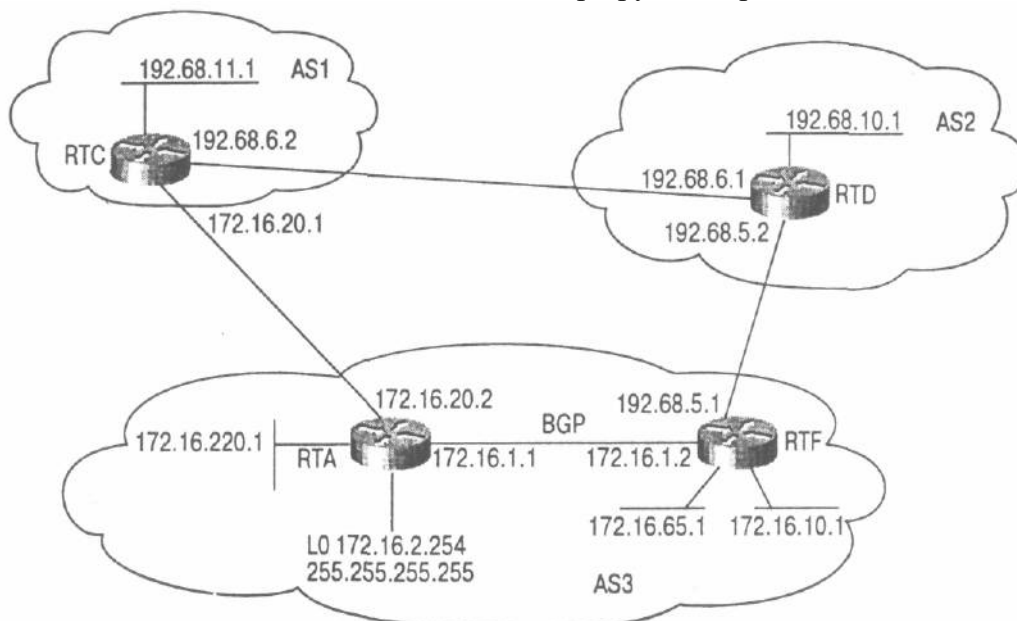 192.68.11.1
AS1
RTC
192.68.6.2
172.16.20.1
192.68.10.1
AS2
192.68.6.1
RTD
192.68.5.2
172.16.20.2
BGP
192.68.5.1
172.16.220.1
RTA
172.16.1.1
172.16.1.2
RTF
172.16.65.1
172.16.10.1
L0 172.16.2.254
255.255.255.255
AS3